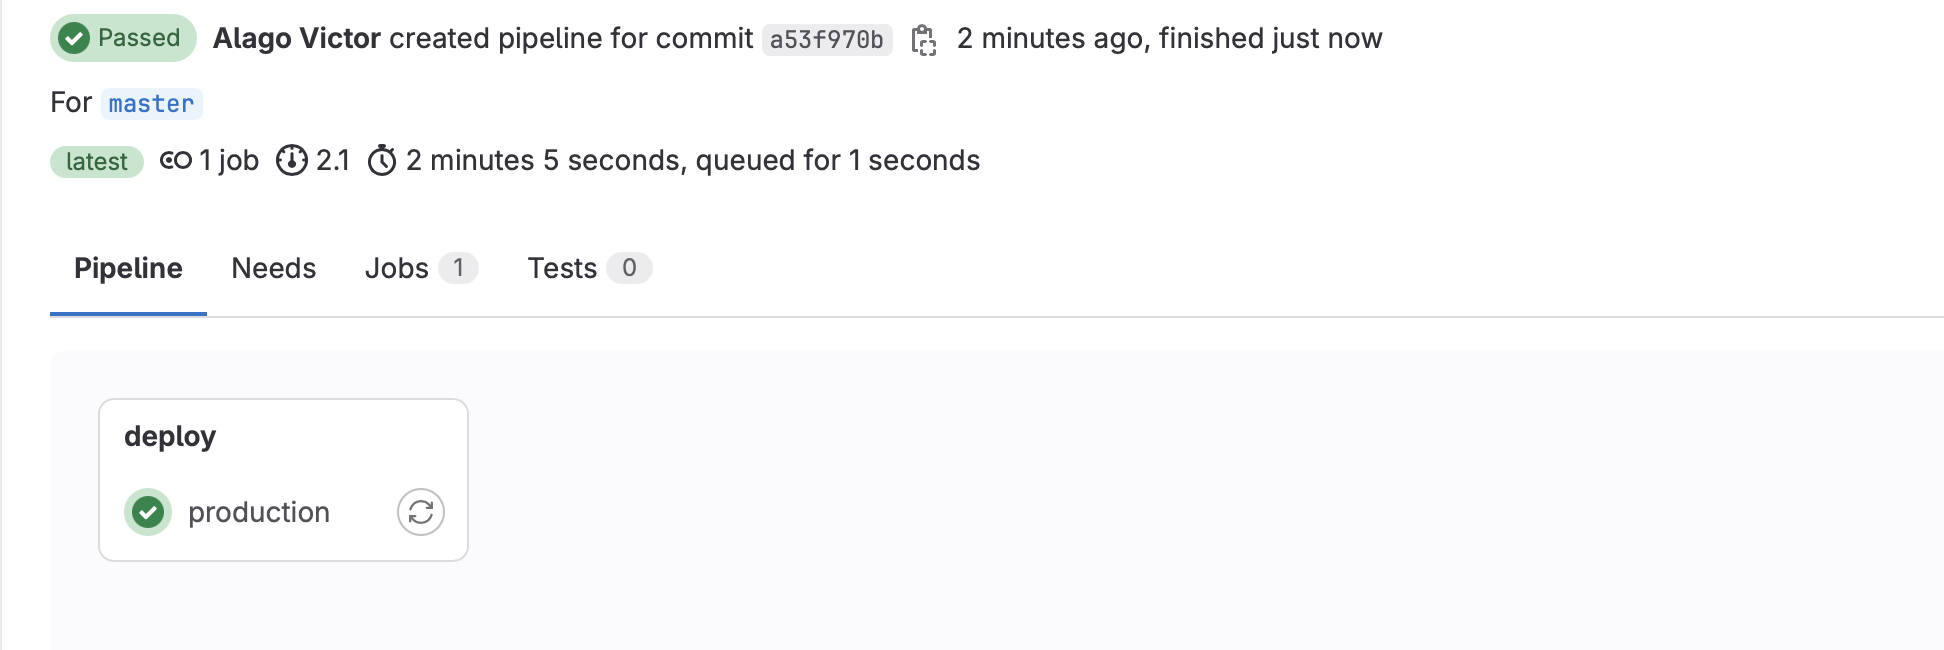 Passed Alago Victor created pipeline for commit a53f970b 2 minutes ago, finished just now
For master
latest 1 job 2.1 2 minutes 5 seconds, queued for 1 seconds
Pipeline Needs Jobs 1 Tests 0
deploy
production